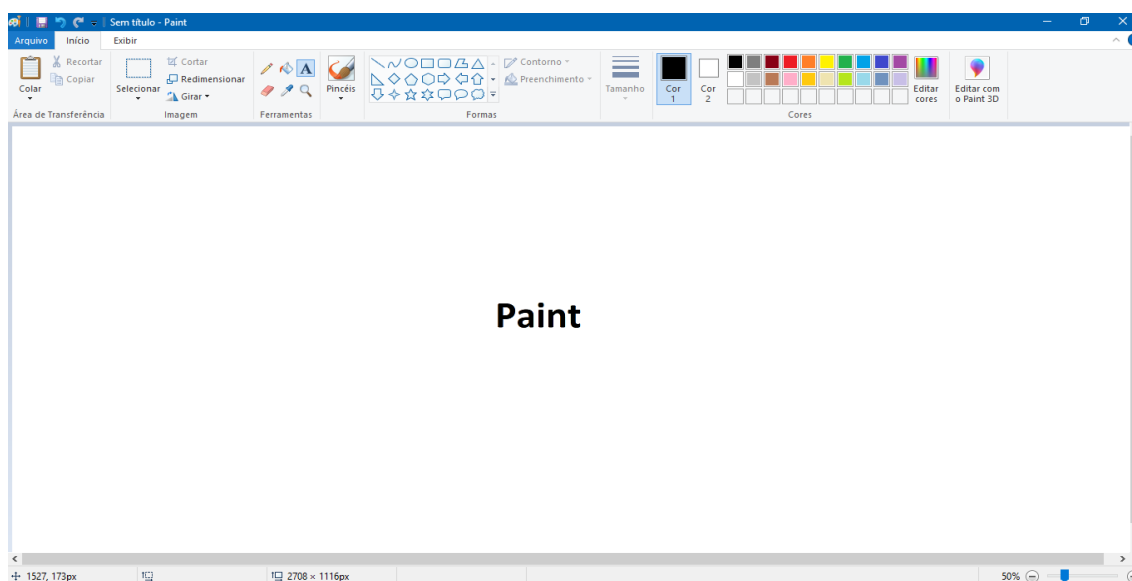 Sem título - Paint
Arquivo Início Exibir
Colar
Recortar
Copiar
Área de Transferência
Selecionar
Cortar
Redimensionar
Girar
Imagem
A
Ferramentas
Pincéis
Contorno
Preenchimento
Formas
Tamanho
Cor
1
Cor
2
Editar
cores
Cores
Editar com
o Paint 3D
Paint
1527, 173px
2708 × 1116px
50%